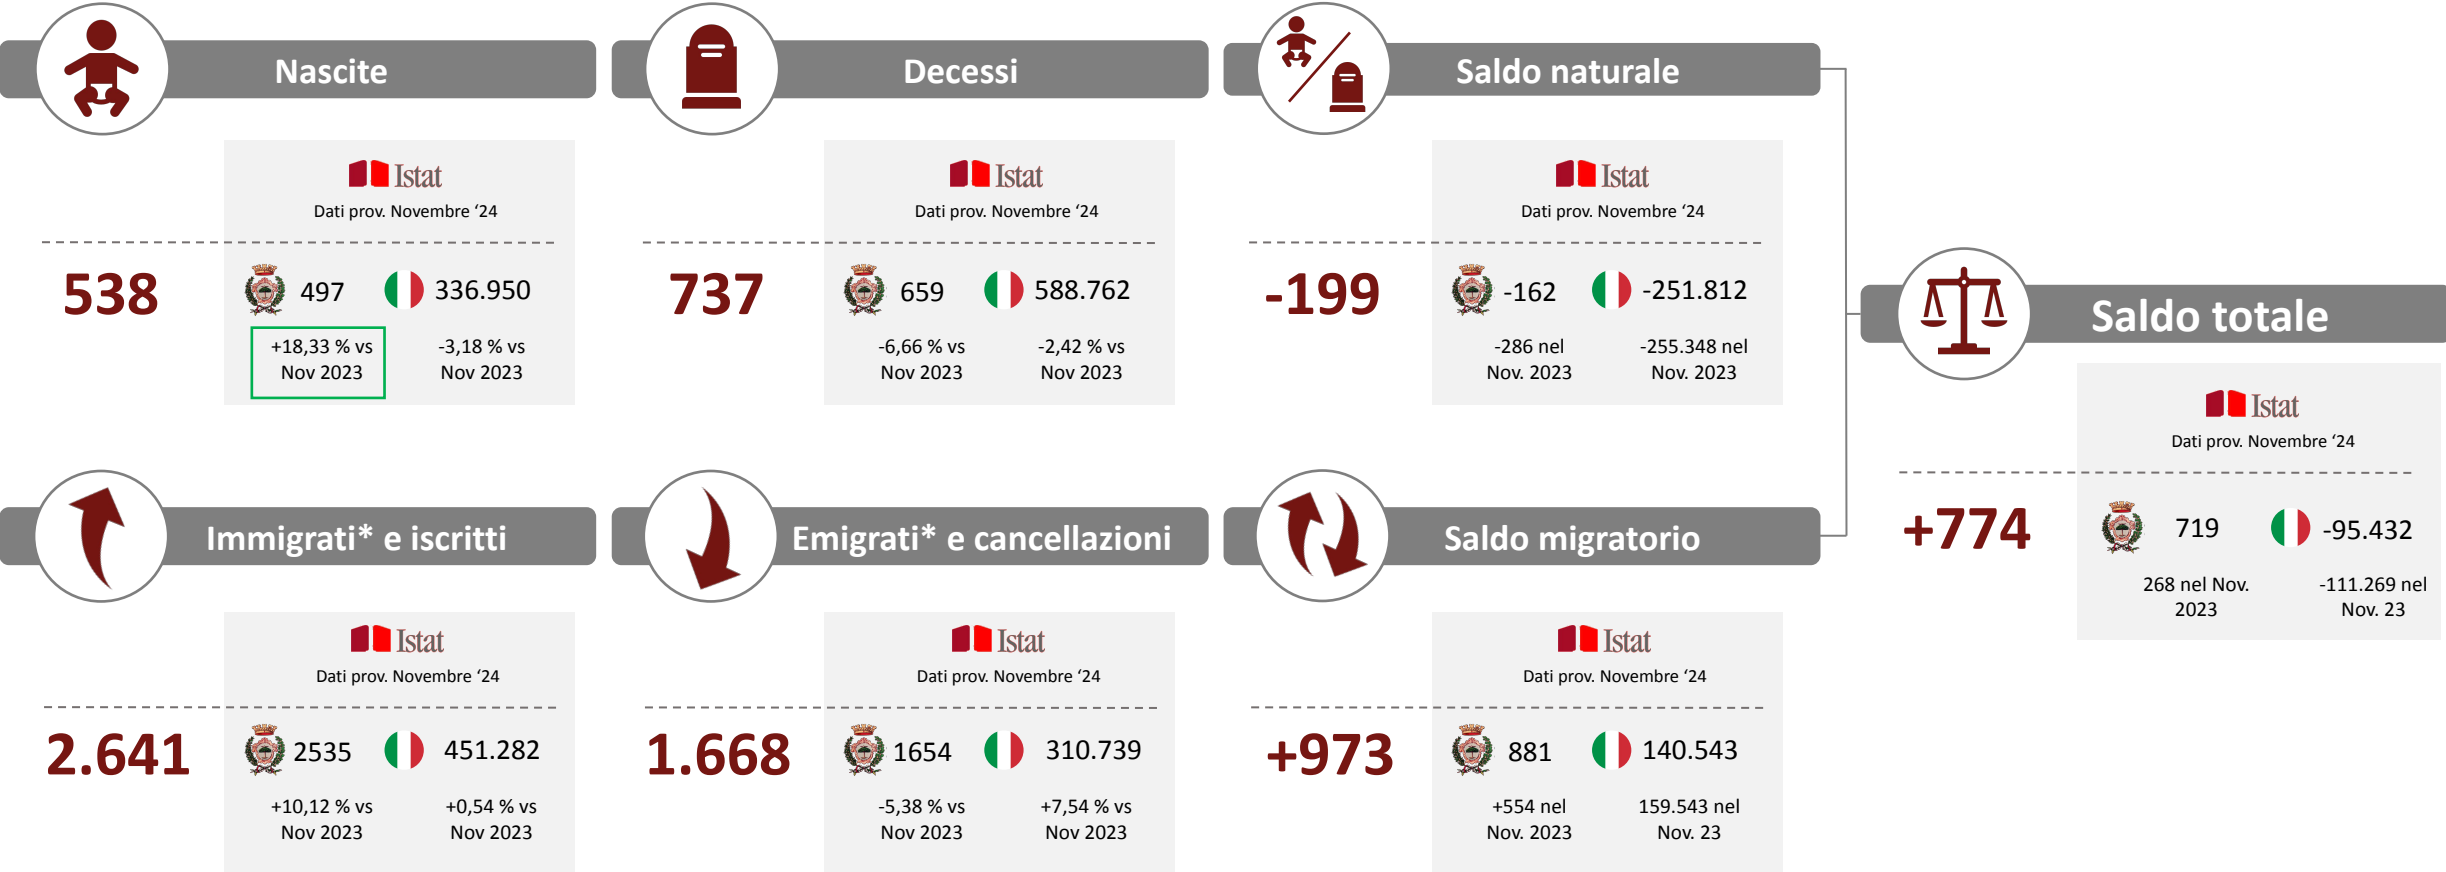 Nascite
Istat
Dati prov. Novembre ‘24
538
497
336.950
+18,33 % vs
Nov 2023
-3,18 % vs
Nov 2023
Decessi
Istat
Dati prov. Novembre ‘24
737
659
588.762
-6,66 % vs
Nov 2023
-2,42 % vs
Nov 2023
Saldo naturale
Istat
Dati prov. Novembre ‘24
-199
-162
-251.812
-286 nel
Nov. 2023
-255.348 nel
Nov. 2023
Immigrati* e iscritti
Istat
Dati prov. Novembre ‘24
2.641
2535
451.282
+10,12 % vs
Nov 2023
+0,54 % vs
Nov 2023
Emigrati* e cancellazioni
Istat
Dati prov. Novembre ‘24
1.668
1654
310.739
-5,38 % vs
Nov 2023
+7,54 % vs
Nov 2023
Saldo migratorio
Istat
Dati prov. Novembre ‘24
+973
881
140.543
+554 nel
Nov. 2023
159.543 nel
Nov. 23
Saldo totale
Istat
Dati prov. Novembre ‘24
+774
719
-95.432
268 nel Nov.
2023
-111.269 nel
Nov. 23